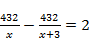 432/x − 432/(x+3) = 2